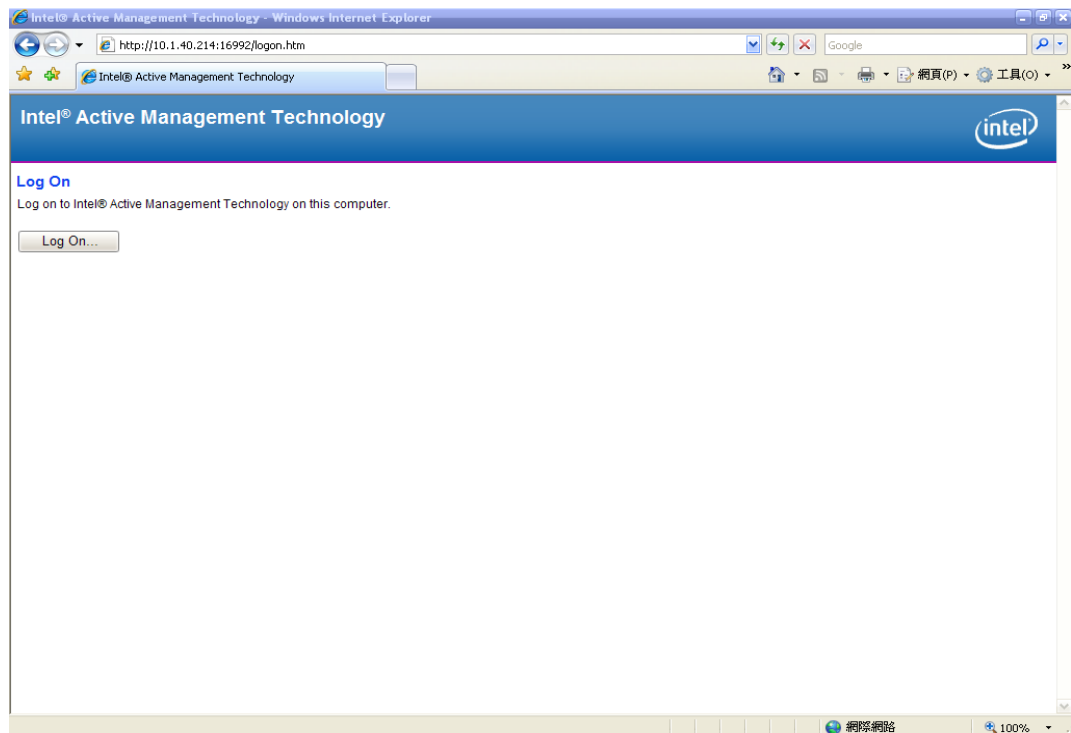 Intel® Active Management Technology - Windows Internet Explorer
http://10.1.40.214:16992/logon.htm
Google
Intel® Active Management Technology
網頁(P)
工具(O)
Intel® Active Management Technology
intel
Log On
Log on to Intel® Active Management Technology on this computer.
Log On...
網際網路
100%